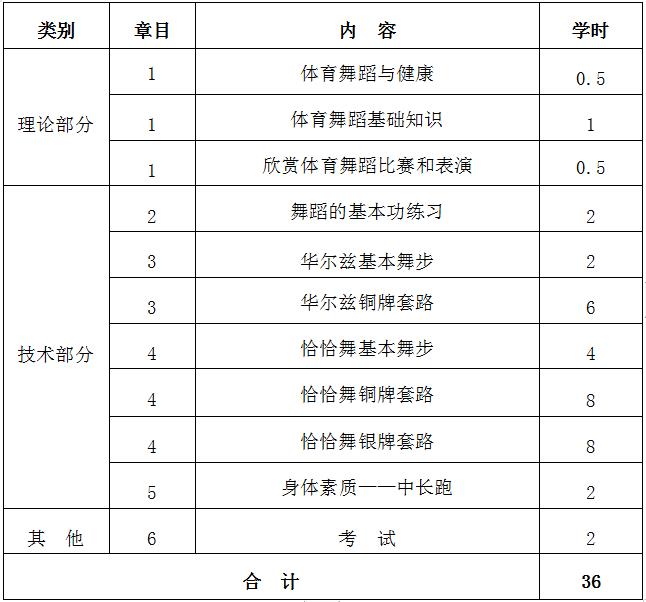 类别 章目 内 容 学时
理论部分 1 体育舞蹈与健康 0.5
1 体育舞蹈基础知识 1
1 欣赏体育舞蹈比赛和表演 0.5
技术部分 2 舞蹈的基本功练习 2
3 华尔兹基本舞步 2
3 华尔兹铜牌套路 6
4 恰恰舞基本舞步 4
4 恰恰舞铜牌套路 8
4 恰恰舞银牌套路 8
5 身体素质——中长跑 2
其 他 6 考 试 2
合 计 36